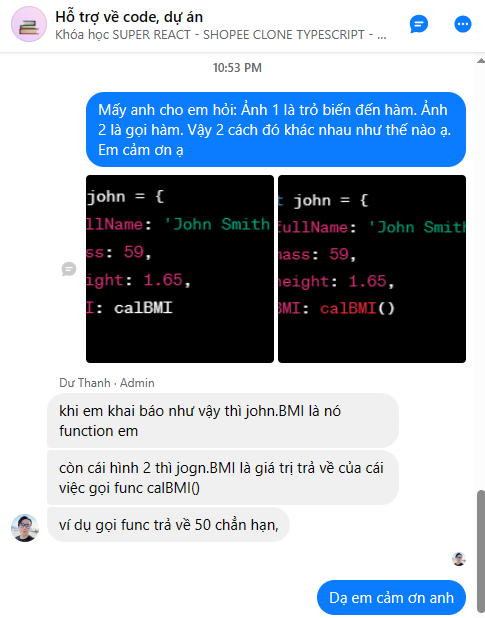 Hỗ trợ về code, dự án
Khóa học SUPER REACT - SHOPEE CLONE TYPESCRIPT - ...
10:53 PM
Mấy anh cho em hỏi: Ảnh 1 là trỏ biến đến hàm. Ảnh
2 là gọi hàm. Vậy 2 cách đó khác nhau như thế nào ạ.
Em cảm ơn ạ
john = {
llName: 'John Smith
ss: 59,
ight: 1.65,
I: calBMI
t john = {
fullName: 'John Smit
mass: 59,
height: 1.65,
BMI: calBMI()
Dư Thanh · Admin
khi em khai báo như vậy thì john.BMI là nó
function em
còn cái hình 2 thì jogn.BMI là giá trị trả về của cái
việc gọi func calBMI()
ví dụ gọi func trả về 50 chẳn hạn,
Dạ em cảm ơn anh